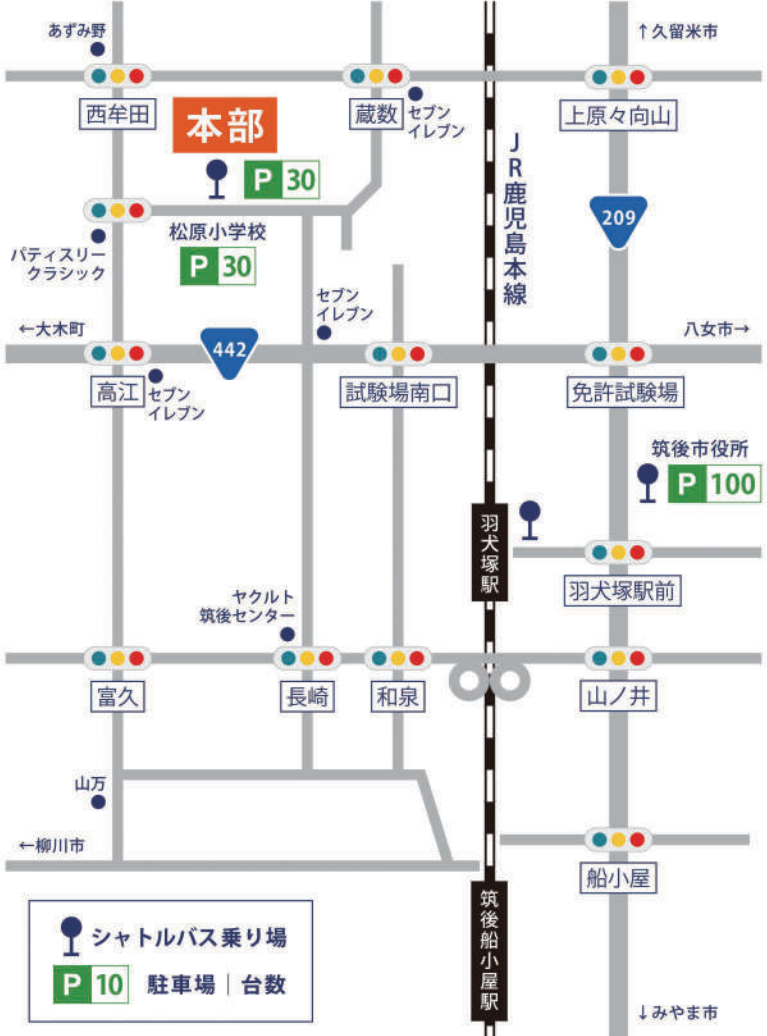 あずみ野
↑久留米市
西牟田
蔵数
セブン
イレブン
上原々向山
本部
P 30
JR鹿児島本線
209
松原小学校
P 30
パティスリー
クラシック
セブン
イレブン
←大木町
442
八女市→
高江
セブン
イレブン
試験場南口
免許試験場
筑後市役所
P 100
羽犬塚駅
羽犬塚駅前
ヤクルト
筑後センター
富久
長崎
和泉
山ノ井
山万
←柳川市
船小屋
筑後船小屋駅
シャトルバス乗り場
P 10 駐車場｜台数
↓みやま市